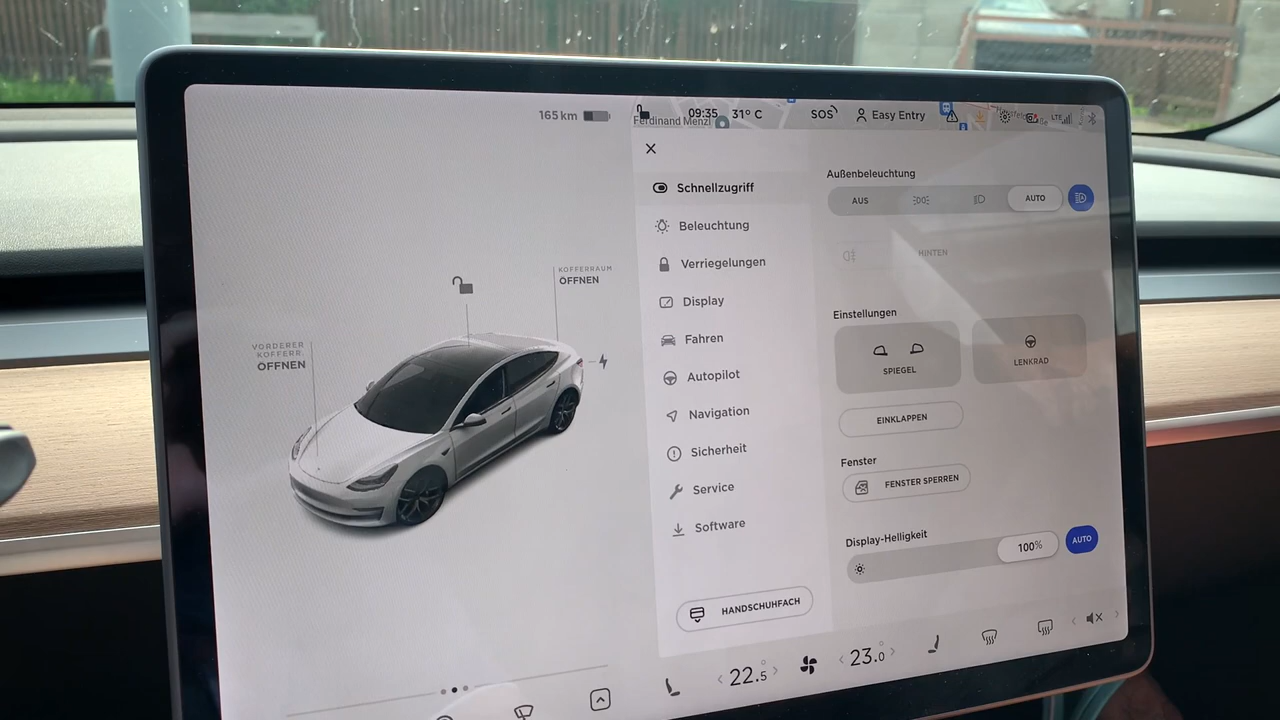 165 km
09:35 31° C SOS Easy Entry LTE
Ferdinand Menzl
Schnellzugriff
Beleuchtung
Verriegelungen
Display
Fahren
Autopilot
Navigation
Sicherheit
Service
Software
HANDSCHUHFACH
KOFFERRAUM
ÖFFNEN
VORDERER
KOFFERR.
ÖFFNEN
Außenbeleuchtung
AUS AUTO
HINTEN
Einstellungen
SPIEGEL LENKRAD
EINKLAPPEN
Fenster
FENSTER SPERREN
Display-Helligkeit
100% AUTO
22.5° 23.0°